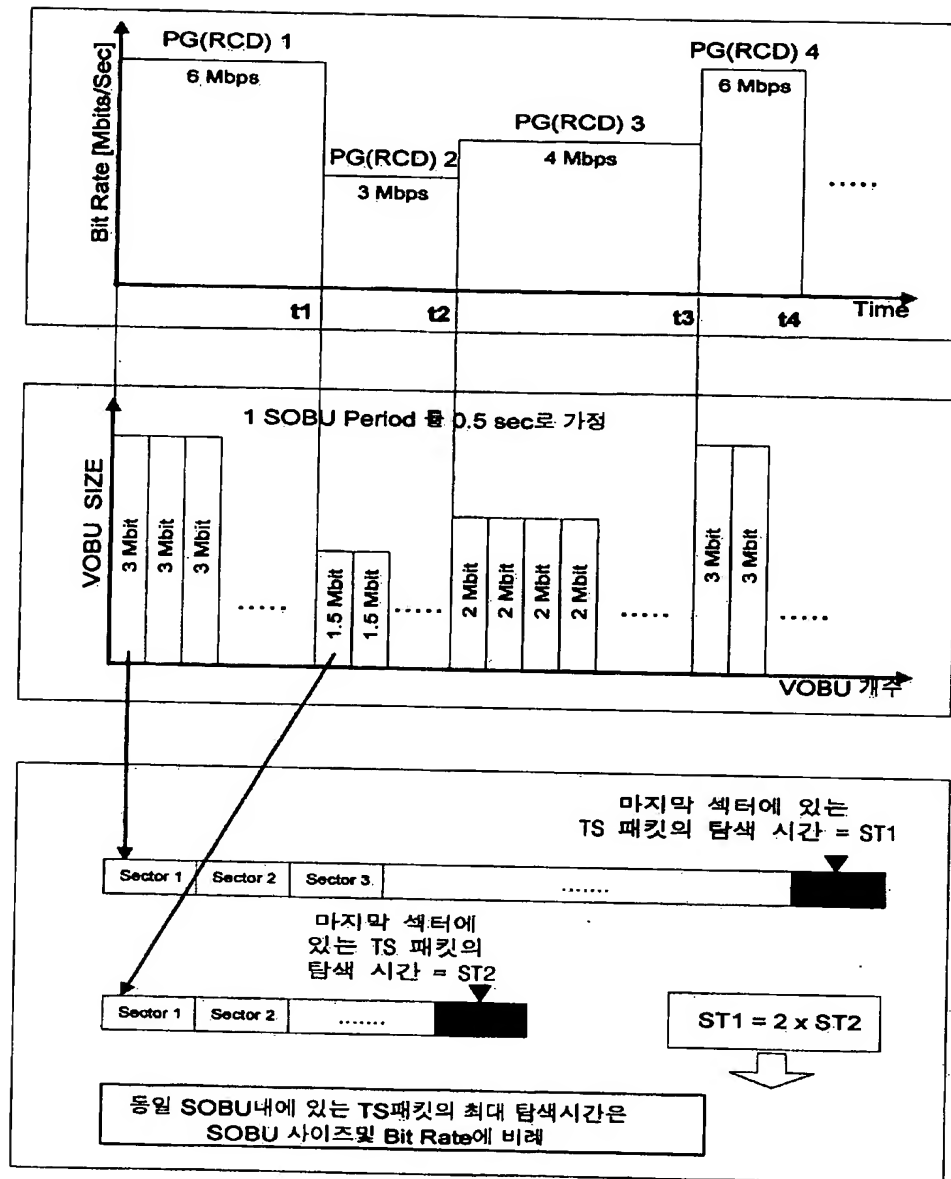 Bit Rate [Mbits/Sec]
PG(RCD) 1
6 Mbps
PG(RCD) 2
3 Mbps
PG(RCD) 3
4 Mbps
PG(RCD) 4
6 Mbps
.....
t1
t2
t3
t4
Time
1 SOBU Period 를 0.5 sec로 가정
VOBU SIZE
3 Mbit
3 Mbit
3 Mbit
.....
1.5 Mbit
1.5 Mbit
.....
2 Mbit
2 Mbit
2 Mbit
2 Mbit
.....
3 Mbit
3 Mbit
.....
VOBU 개수
마지막 섹터에 있는
TS 패킷의 탐색 시간 = ST1
Sector 1
Sector 2
Sector 3
.......
마지막 섹터에
있는 TS 패킷의
탐색 시간 = ST2
Sector 1
Sector 2
.......
ST1 = 2 x ST2
동일 SOBU내에 있는 TS패킷의 최대 탐색시간은
SOBU 사이즈및 Bit Rate에 비례